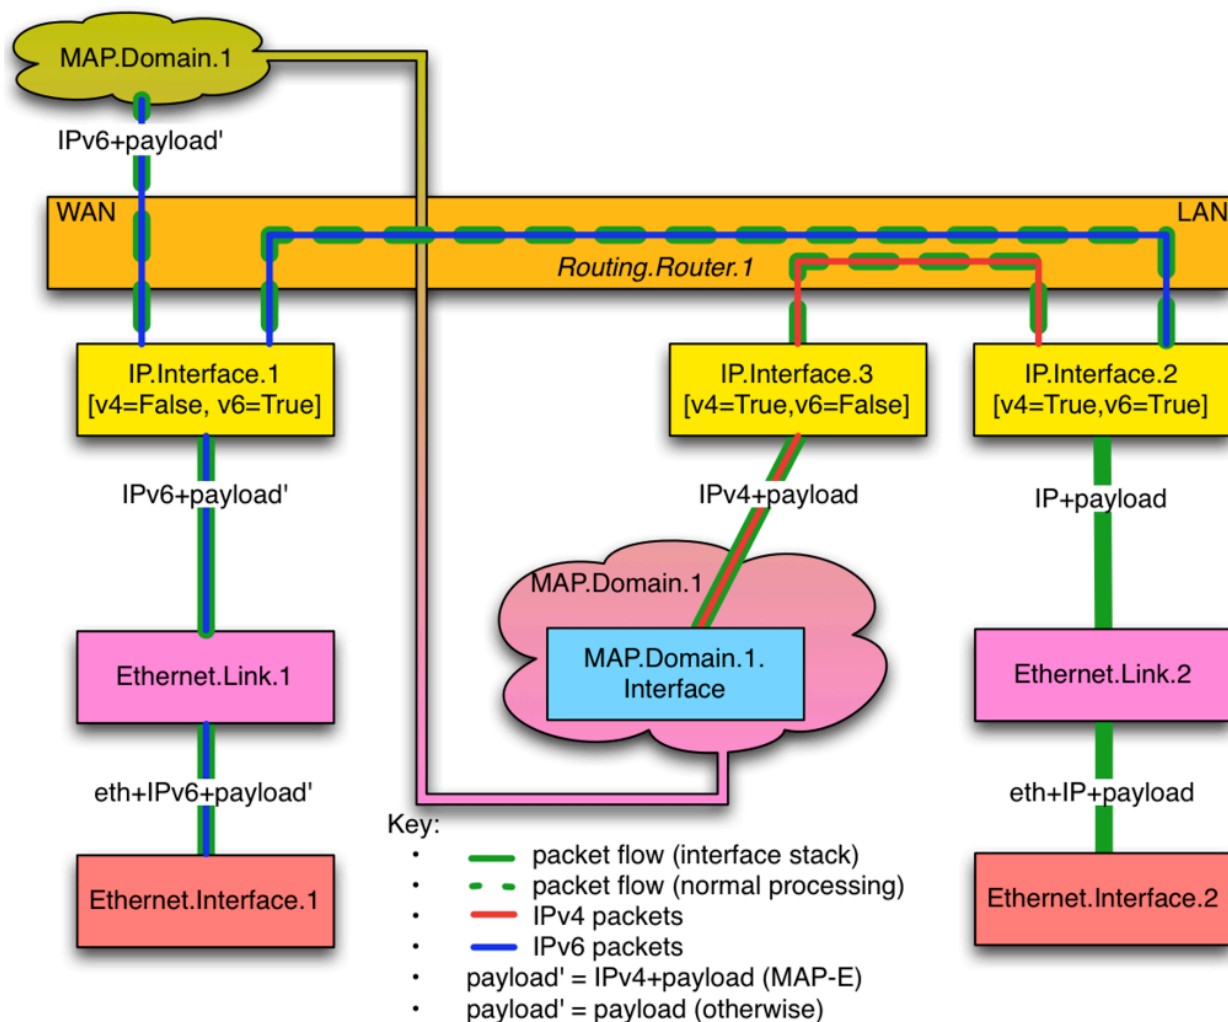 MAP.Domain.1
IPv6+payload'
WAN
LAN
Routing.Router.1
IP.Interface.1
[v4=False, v6=True]
IP.Interface.3
[v4=True,v6=False]
IP.Interface.2
[v4=True,v6=True]
IPv6+payload'
IPv4+payload
IP+payload
MAP.Domain.1
MAP.Domain.1.
Interface
Ethernet.Link.1
Ethernet.Link.2
eth+IPv6+payload'
eth+IP+payload
Ethernet.Interface.1
Ethernet.Interface.2
Key:
• packet flow (interface stack)
• packet flow (normal processing)
• IPv4 packets
• IPv6 packets
• payload' = IPv4+payload (MAP-E)
• payload' = payload (otherwise)